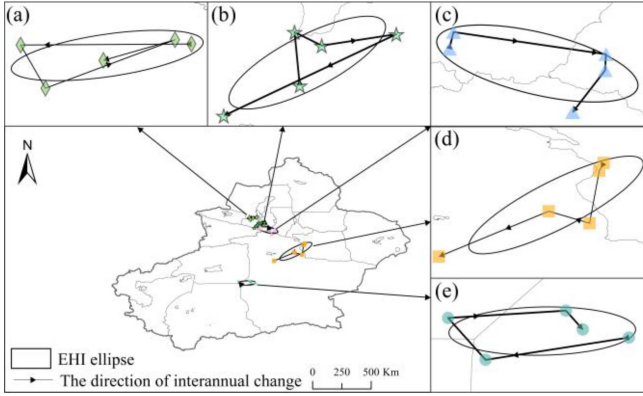 (a)
(b)
(c)
N
(d)
(e)
EHI ellipse
The direction of interannual change
0 250 500 Km